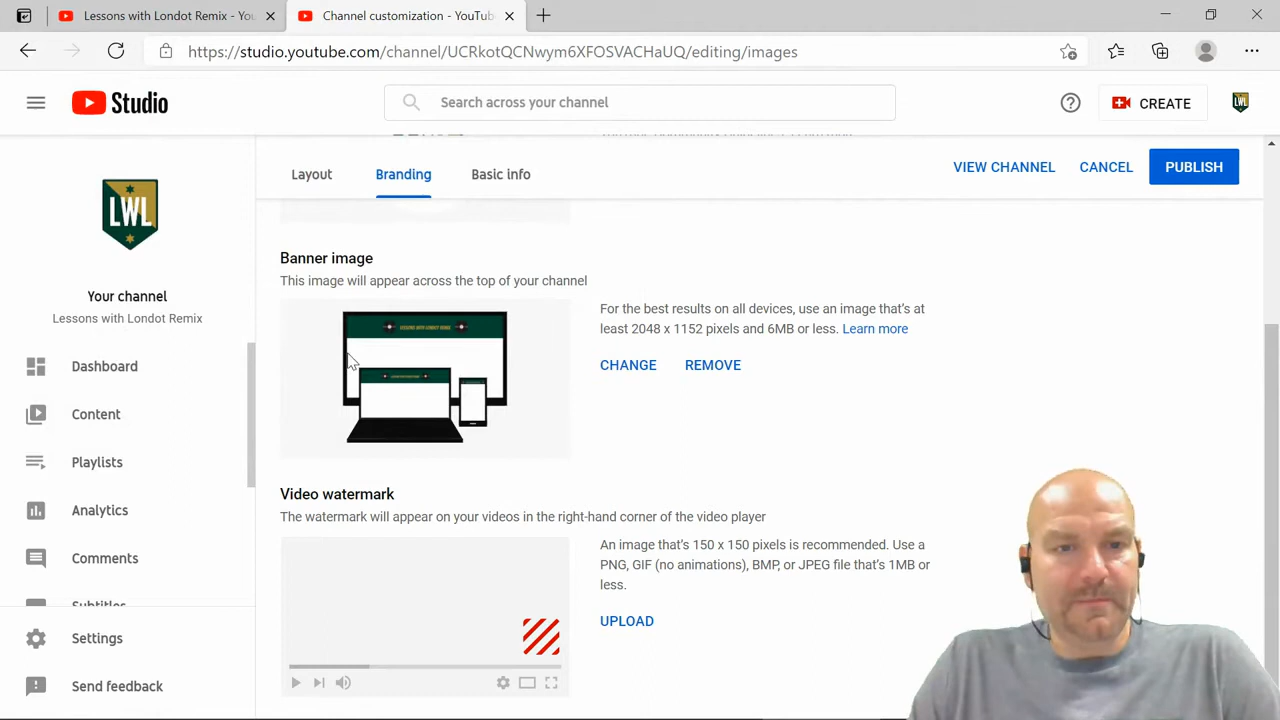 Lessons with Londot Remix - You
Channel customization - YouTub
https://studio.youtube.com/channel/UCRkotQCNwym6XFOSVACHaUQ/editing/images
Studio
Search across your channel
CREATE
LWL
Layout
Branding
Basic info
VIEW CHANNEL
CANCEL
PUBLISH
LWL
Your channel
Lessons with Londot Remix
Dashboard
Content
Playlists
Analytics
Comments
Subtitles
Settings
Send feedback
Banner image
This image will appear across the top of your channel
LESSONS WITH LONDOT REMIX
For the best results on all devices, use an image that's at
least 2048 x 1152 pixels and 6MB or less. Learn more
CHANGE
REMOVE
Video watermark
The watermark will appear on your videos in the right-hand corner of the video player
An image that's 150 x 150 pixels is recommended. Use a
PNG, GIF (no animations), BMP, or JPEG file that's 1MB or
less.
UPLOAD